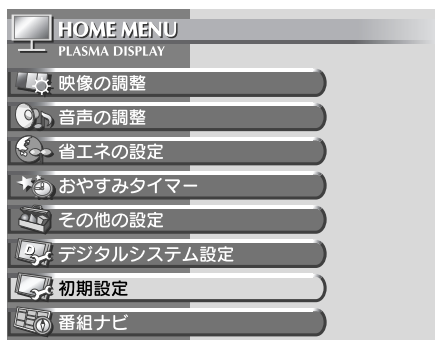 HOME MENU
PLASMA DISPLAY
映像の調整
音声の調整
省エネの設定
おやすみタイマー
その他の設定
デジタルシステム設定
初期設定
番組ナビ